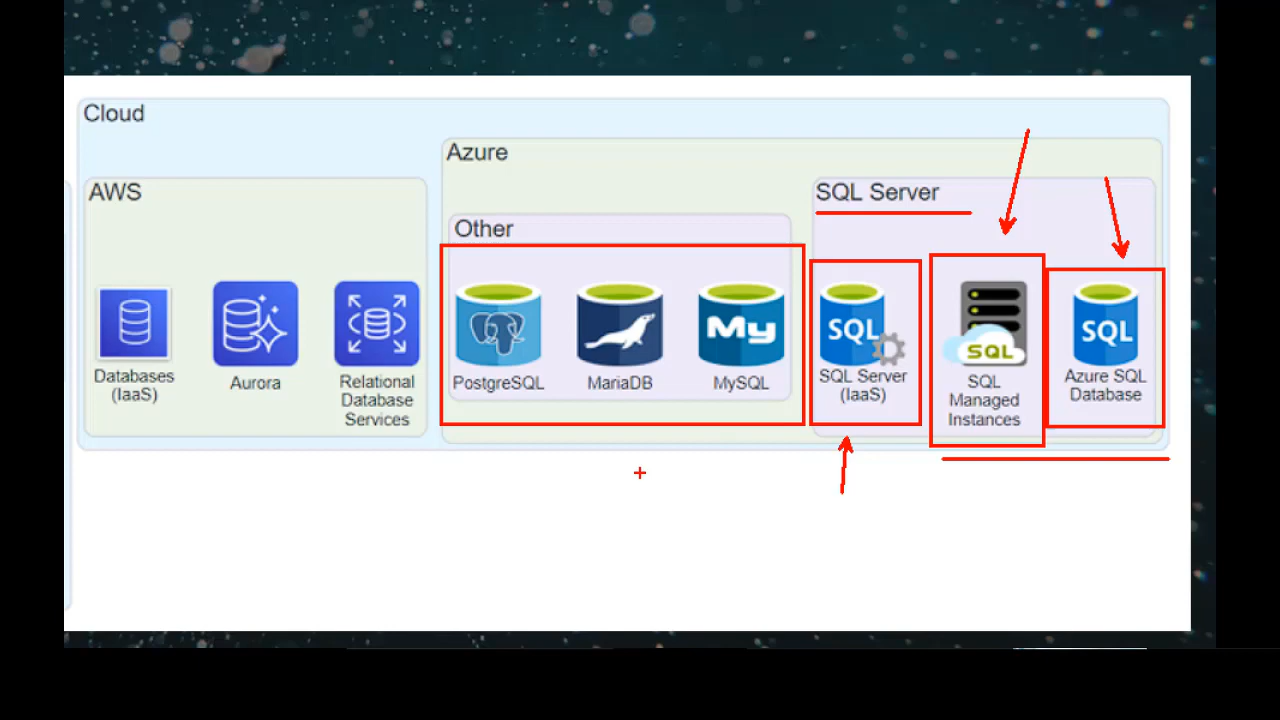 Cloud
Azure
AWS
SQL Server
Other
SQL
My
SQL
SQL
Databases
(IaaS)
Aurora
Relational
Database
Services
PostgreSQL
MariaDB
MySQL
SQL Server
(IaaS)
SQL
Managed
Instances
Azure SQL
Database